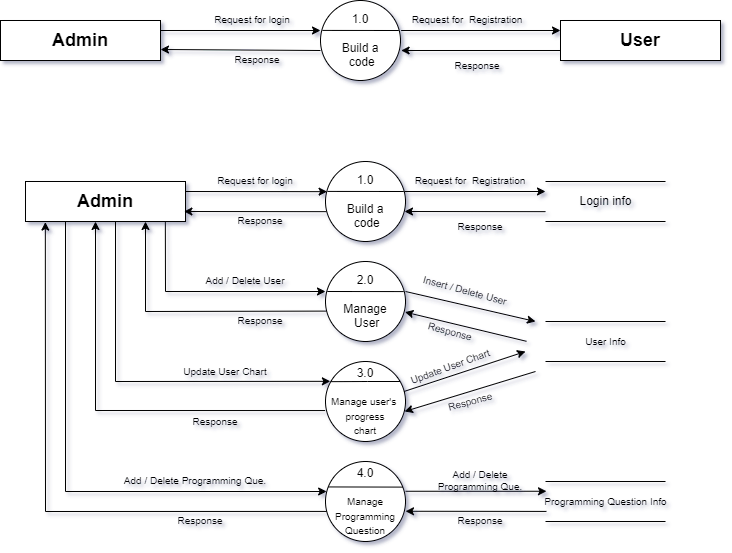 Request for login
1.0
Request for Registration
Admin
Build a
code
User
Response
Response
Request for login
1.0
Request for Registration
Admin
Build a
code
Login info
Response
Response
Add / Delete User
2.0
Insert / Delete User
Manage
User
Response
Response
User Info
Update User Chart
3.0
Update User Chart
Manage user's
progress
chart
Response
Response
Add / Delete Programming Que.
4.0
Add / Delete
Programming Que.
Manage
Programming
Question
Programming Question Info
Response
Response